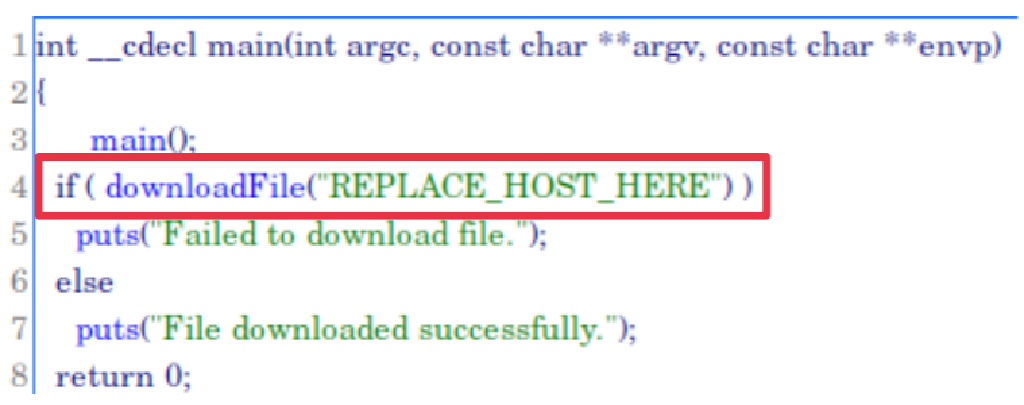 1 int __cdecl main(int argc, const char **argv, const char **envp)
2 {
3 main();
4 if ( downloadFile("REPLACE_HOST_HERE") )
5 puts("Failed to download file.");
6 else
7 puts("File downloaded successfully.");
8 return 0;